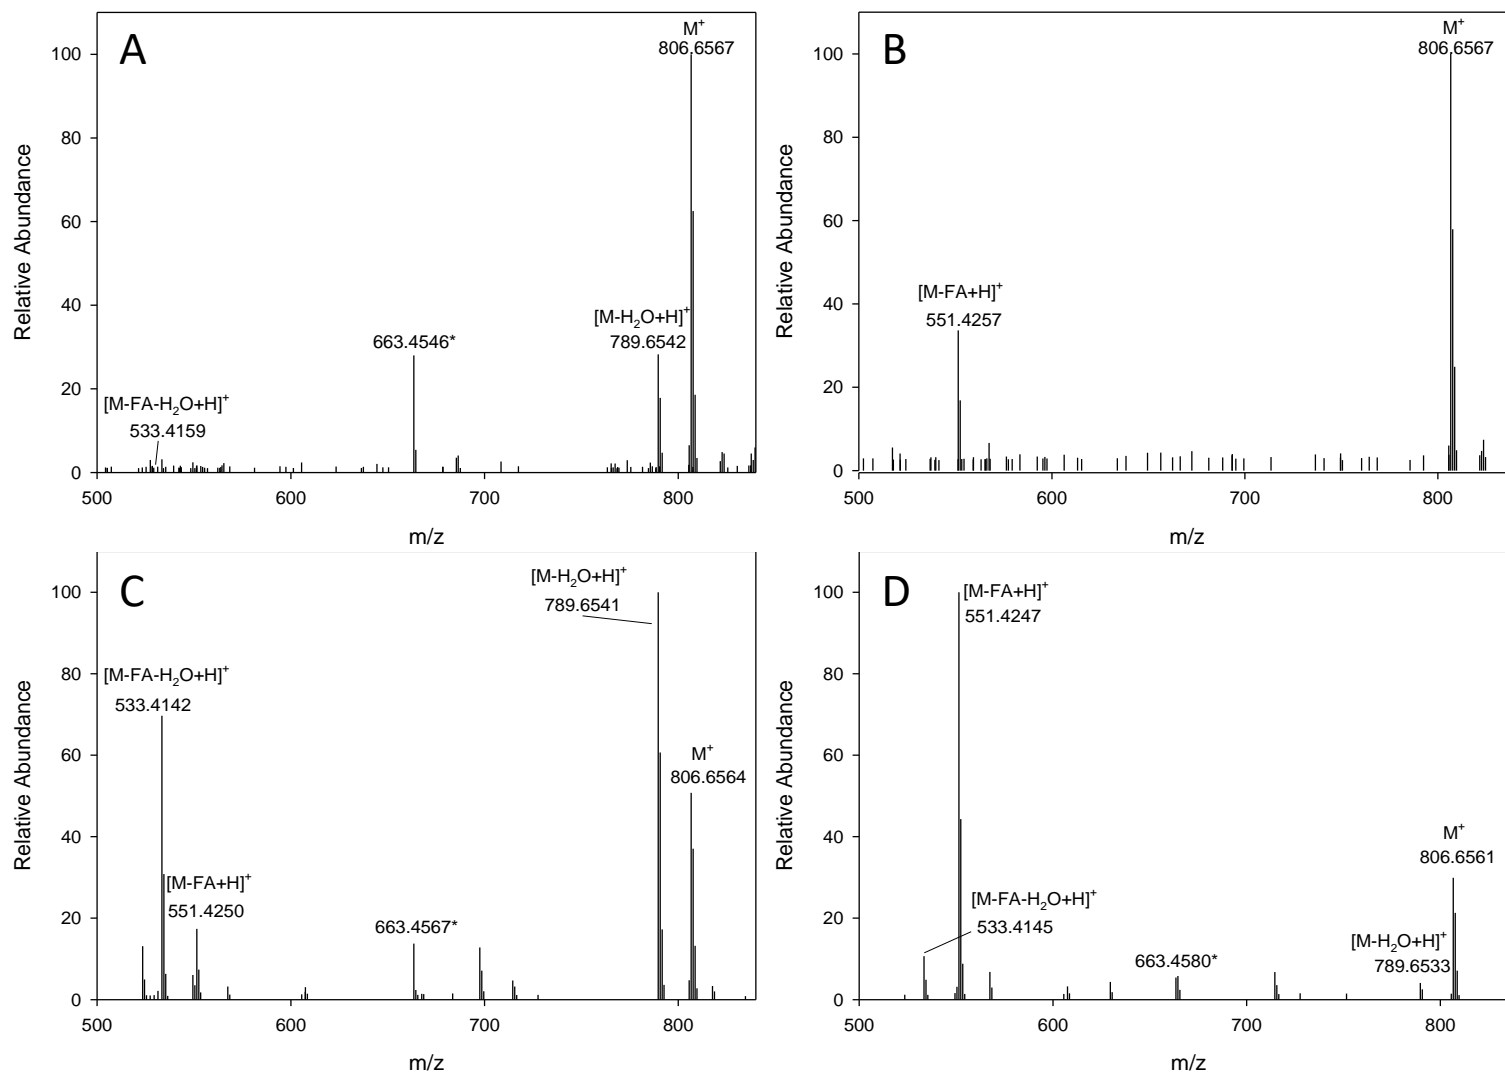 A
M⁺
806.6567
[M-H₂O+H]⁺
789.6542
663.4546*
[M-FA-H₂O+H]⁺
533.4159
100
80
60
40
20
0
500
600
700
800
Relative Abundance
m/z
B
M⁺
806.6567
[M-FA+H]⁺
551.4257
100
80
60
40
20
0
500
600
700
800
Relative Abundance
m/z
C
[M-H₂O+H]⁺
789.6541
[M-FA-H₂O+H]⁺
533.4142
M⁺
806.6564
[M-FA+H]⁺
551.4250
663.4567*
100
80
60
40
20
0
500
600
700
800
Relative Abundance
m/z
D
[M-FA+H]⁺
551.4247
M⁺
806.6561
[M-FA-H₂O+H]⁺
533.4145
663.4580*
[M-H₂O+H]⁺
789.6533
100
80
60
40
20
0
500
600
700
800
Relative Abundance
m/z